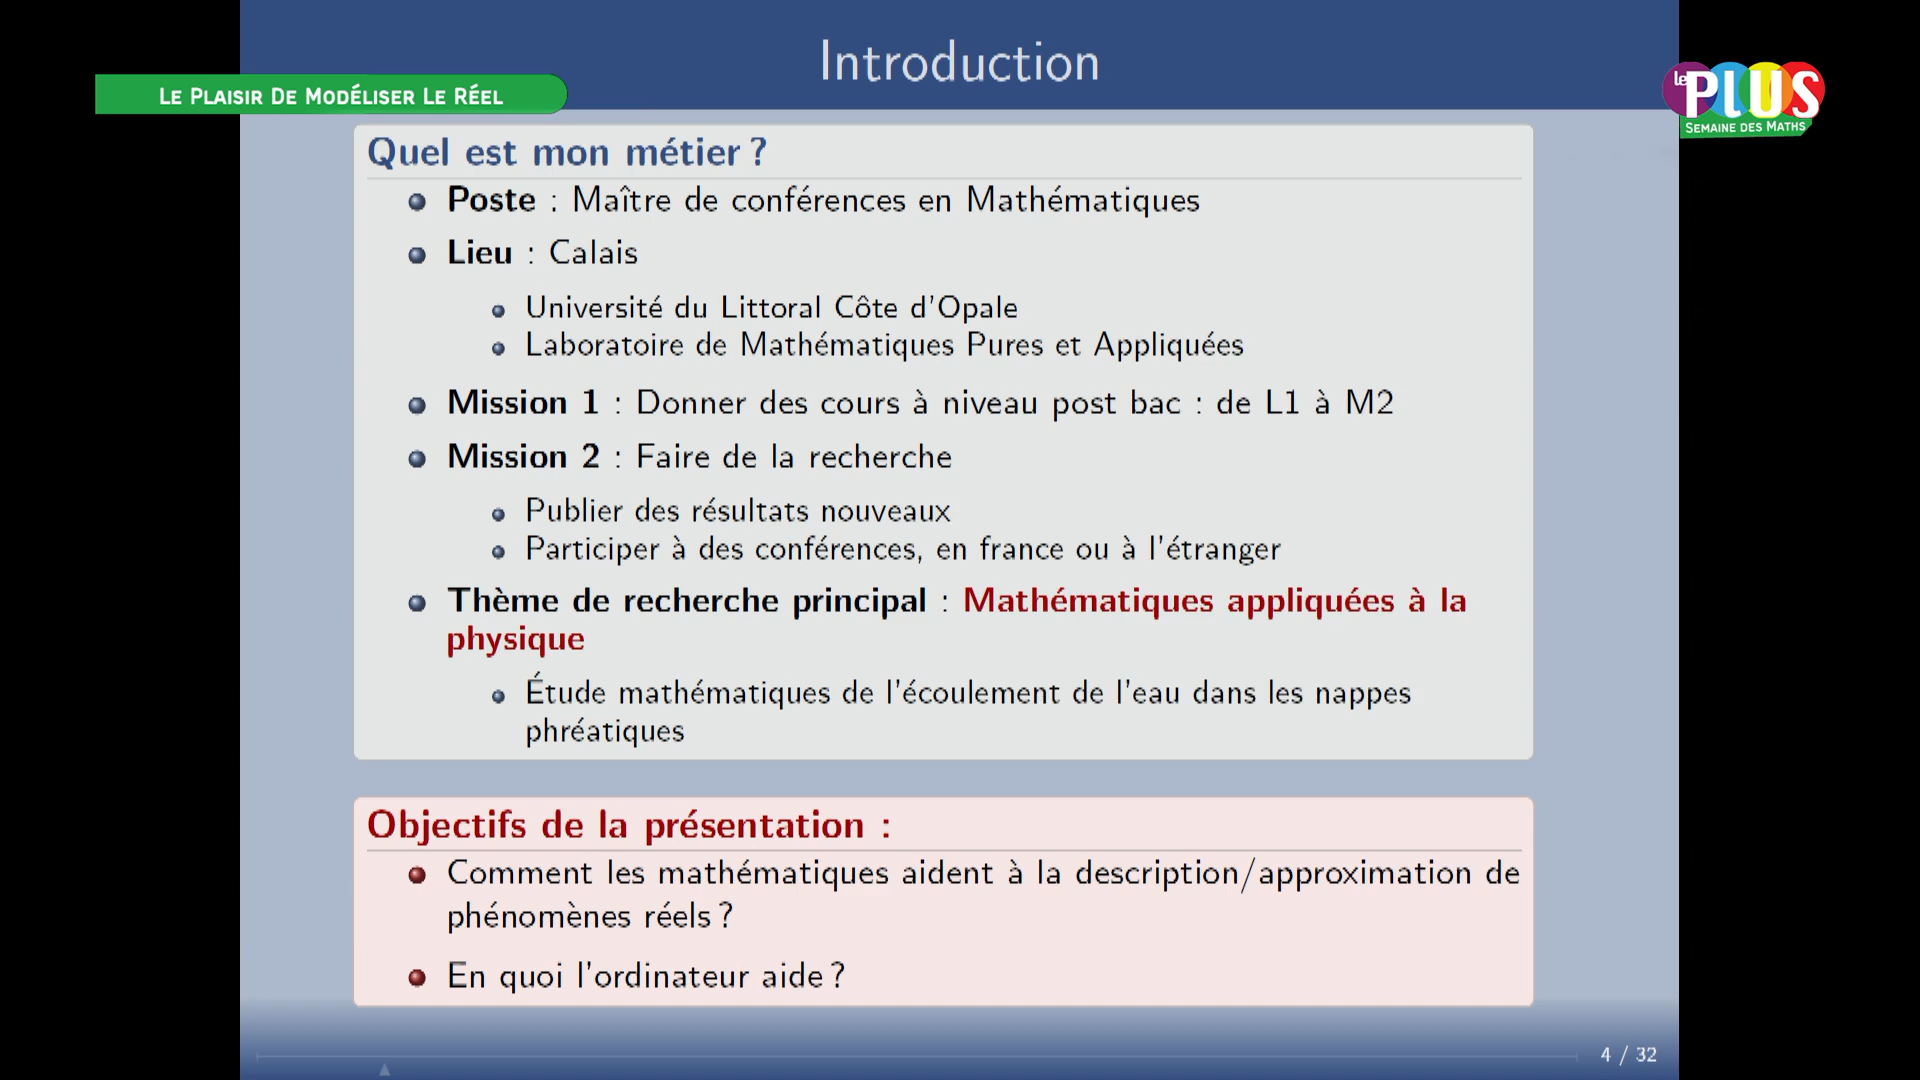 Introduction
LE PLAISIR DE MODÉLISER LE RÉEL
le PLUS
SEMAINE DES MATHS
Quel est mon métier ?
Poste : Maître de conférences en Mathématiques
Lieu : Calais
Université du Littoral Côte d'Opale
Laboratoire de Mathématiques Pures et Appliquées
Mission 1 : Donner des cours à niveau post bac : de L1 à M2
Mission 2 : Faire de la recherche
Publier des résultats nouveaux
Participer à des conférences, en france ou à l'étranger
Thème de recherche principal : Mathématiques appliquées à la
physique
Étude mathématiques de l'écoulement de l'eau dans les nappes
phréatiques
Objectifs de la présentation :
Comment les mathématiques aident à la description/approximation de
phénomènes réels ?
En quoi l'ordinateur aide ?
4 / 32